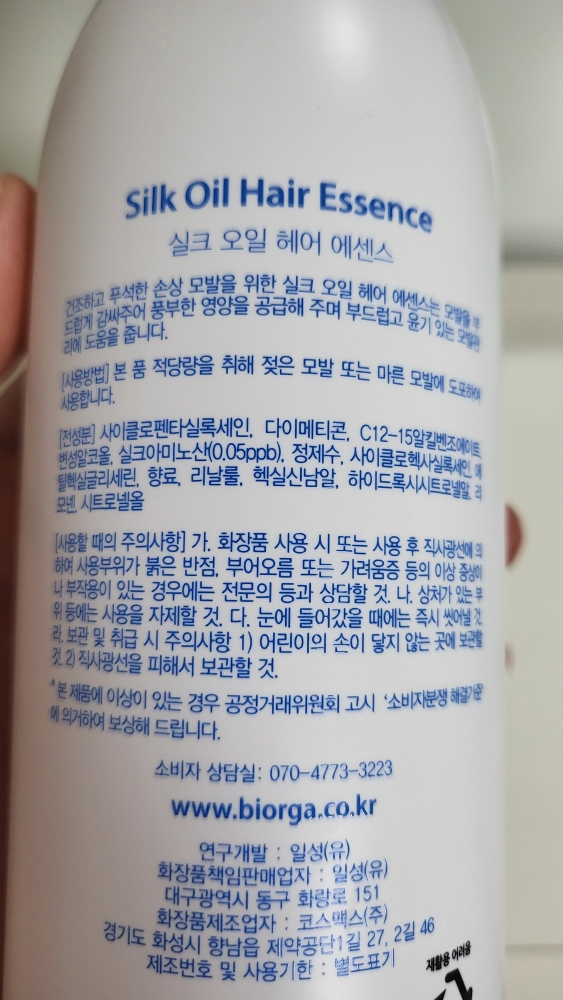 Silk Oil Hair Essence
실크 오일 헤어 에센스
건조하고 푸석한 손상 모발을 위한 실크 오일 헤어 에센스는 모발을 부
드럽게 감싸주어 풍부한 영양을 공급해 주며 부드럽고 윤기 있는 모발관
리에 도움을 줍니다.
[사용방법] 본 품 적당량을 취해 젖은 모발 또는 마른 모발에 도포하여
사용합니다.
[전성분] 사이클로펜타실록세인, 다이메티콘, C12-15알킬벤조에이트,
변성알코올, 실크아미노산(0.05ppb), 정제수, 사이클로헥사실록세인, 에
틸헥실글리세린, 향료, 리날룰, 헥실신남알, 하이드록시시트로넬알, 리
모넨, 시트로넬올
[사용할 때의 주의사항] 가. 화장품 사용 시 또는 사용 후 직사광선에 의
하여 사용부위가 붉은 반점, 부어오름 또는 가려움증 등의 이상 증상이
나 부작용이 있는 경우에는 전문의 등과 상담할 것. 나. 상처가 있는 부
위 등에는 사용을 자제할 것. 다. 눈에 들어갔을 때에는 즉시 씻어낼 것.
라. 보관 및 취급 시 주의사항 1) 어린이의 손이 닿지 않는 곳에 보관할
것. 2) 직사광선을 피해서 보관할 것.
*본 제품에 이상이 있는 경우 공정거래위원회 고시 '소비자분쟁 해결기준'
에 의거하여 보상해 드립니다.
소비자 상담실: 070-4773-3223
www.biorga.co.kr
연구개발 : 일성(유)
화장품책임판매업자 : 일성(유)
대구광역시 동구 화랑로 151
화장품제조업자 : 코스맥스(주)
경기도 화성시 향남읍 제약공단1길 27, 2길 46
제조번호 및 사용기한 : 별도표기
재활용 어려움